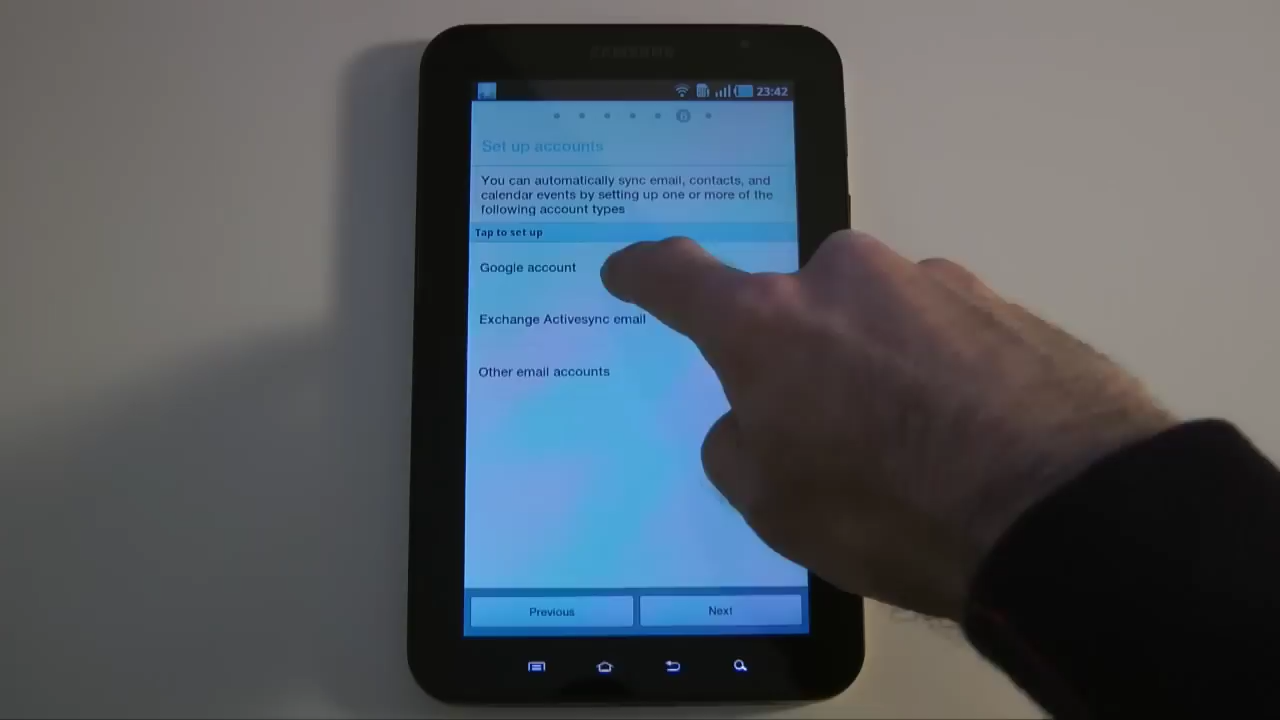 SAMSUNG
23:42
6
Set up accounts
You can automatically sync email, contacts, and
calendar events by setting up one or more of the
following account types
Tap to set up
Google account
Exchange Activesync email
Other email accounts
Previous
Next